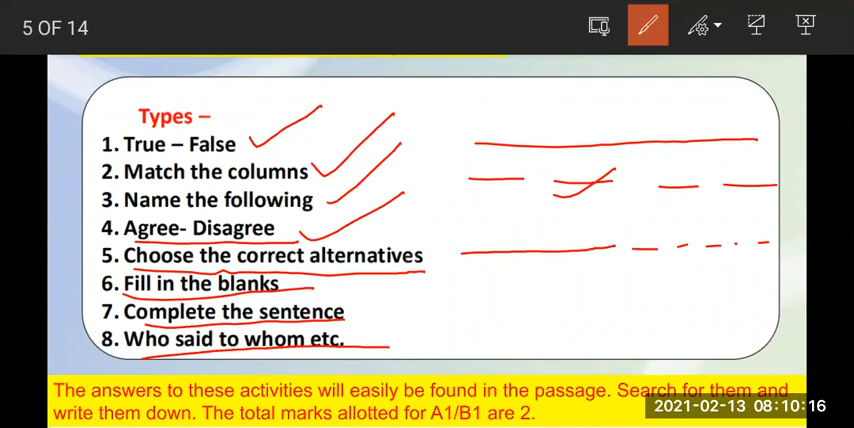 5 OF 14
Types –
1. True – False
2. Match the columns
3. Name the following
4. Agree- Disagree
5. Choose the correct alternatives
6. Fill in the blanks
7. Complete the sentence
8. Who said to whom etc.
The answers to these activities will easily be found in the passage. Search for them and
write them down. The total marks allotted for A1/B1 are 2.
2021-02-13 08:10:16